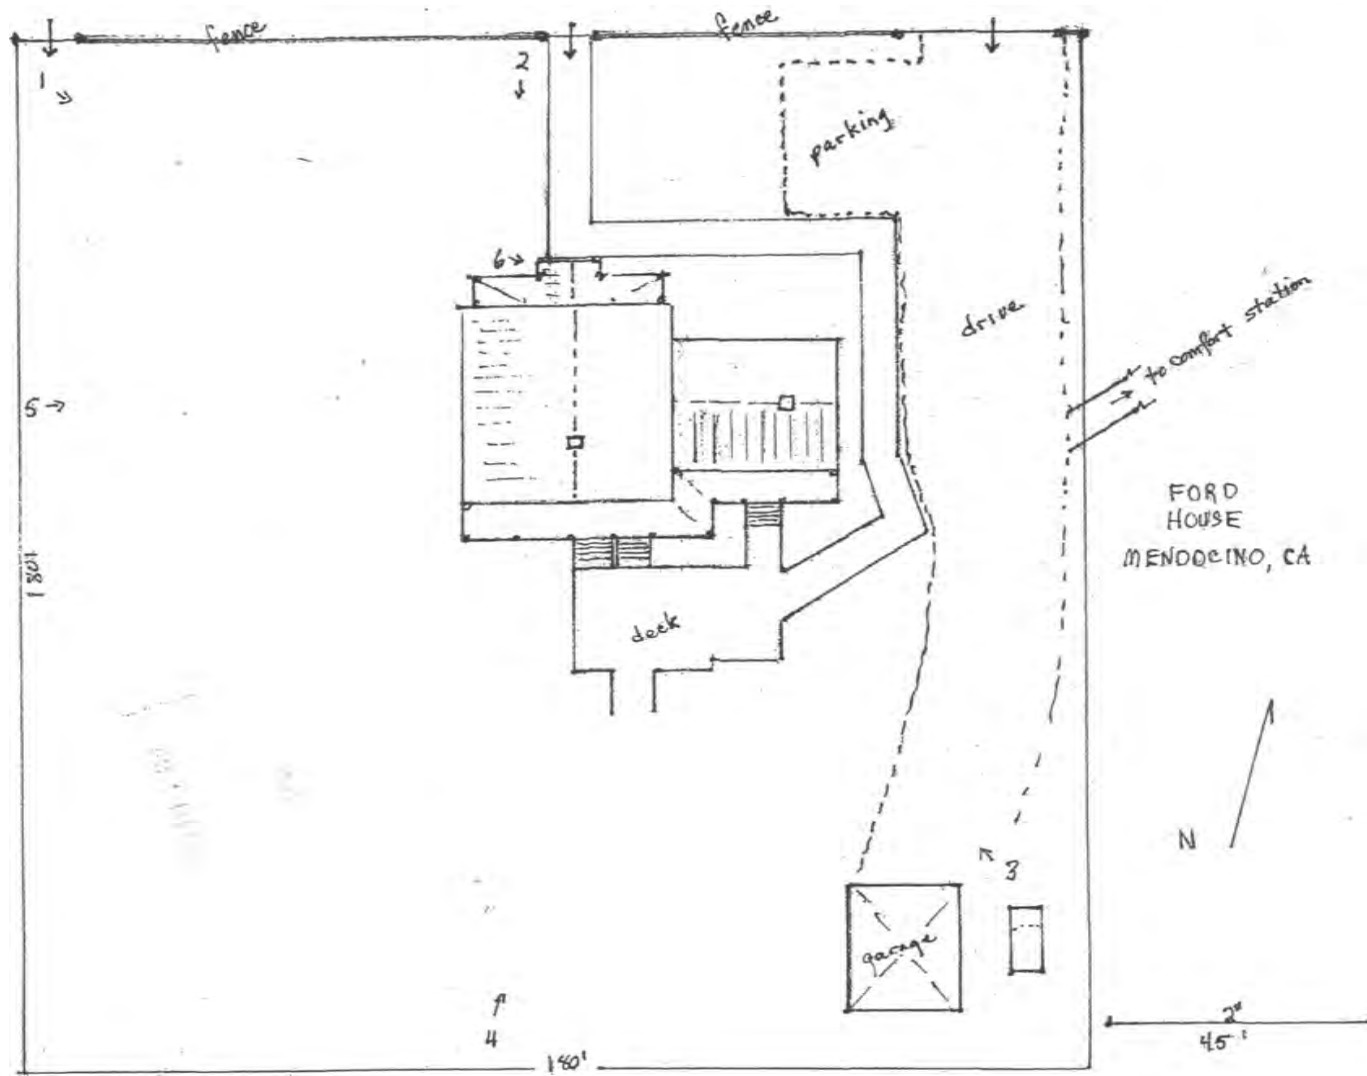 fence
fence
1
2
parking
6
drive
to comfort station
5
FORD
HOUSE
MENDOCINO, CA
180'
deck
N
3
garage
4
180'
2"
45'